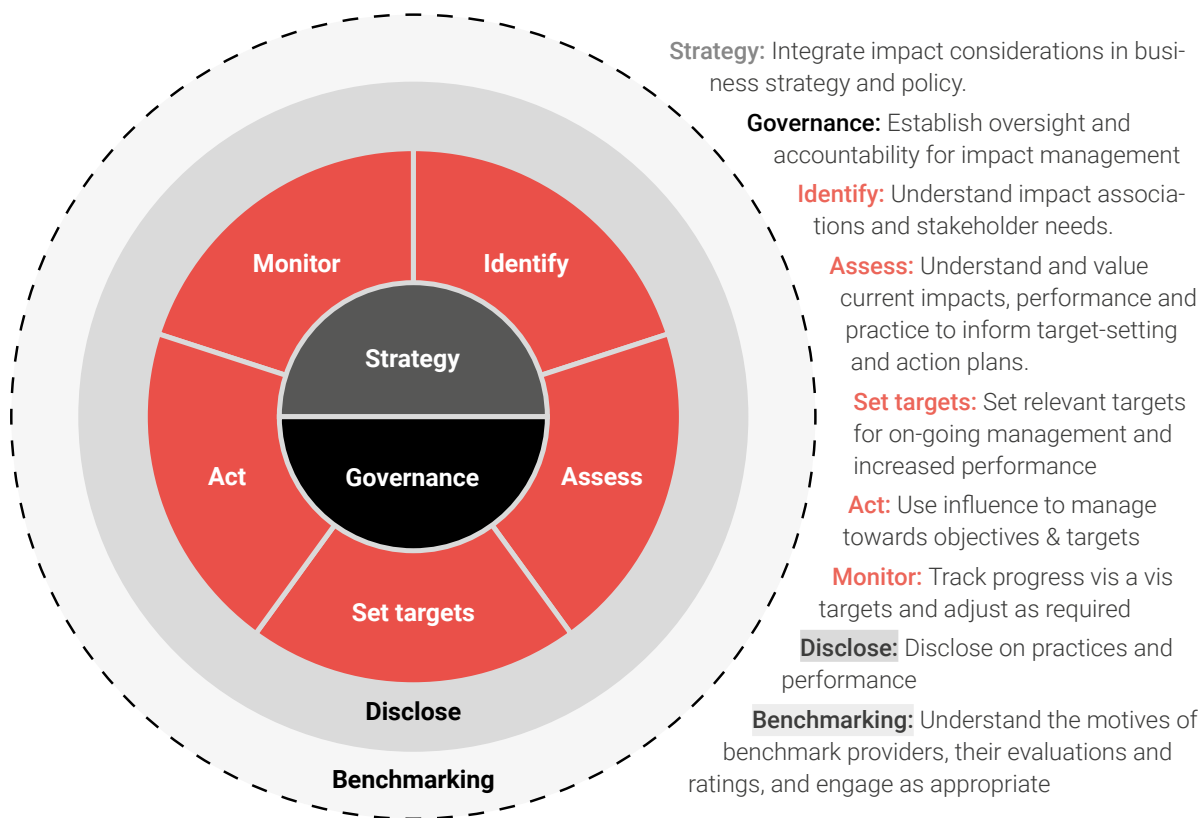 Monitor
Identify
Strategy
Governance
Act
Assess
Set targets
Disclose
Benchmarking
Strategy: Integrate impact considerations in busi-
ness strategy and policy.
Governance: Establish oversight and
accountability for impact management
Identify: Understand impact associa-
tions and stakeholder needs.
Assess: Understand and value
current impacts, performance and
practice to inform target-setting
and action plans.
Set targets: Set relevant targets
for on-going management and
increased performance
Act: Use influence to manage
towards objectives & targets
Monitor: Track progress vis a vis
targets and adjust as required
Disclose: Disclose on practices and
performance
Benchmarking: Understand the motives of
benchmark providers, their evaluations and
ratings, and engage as appropriate